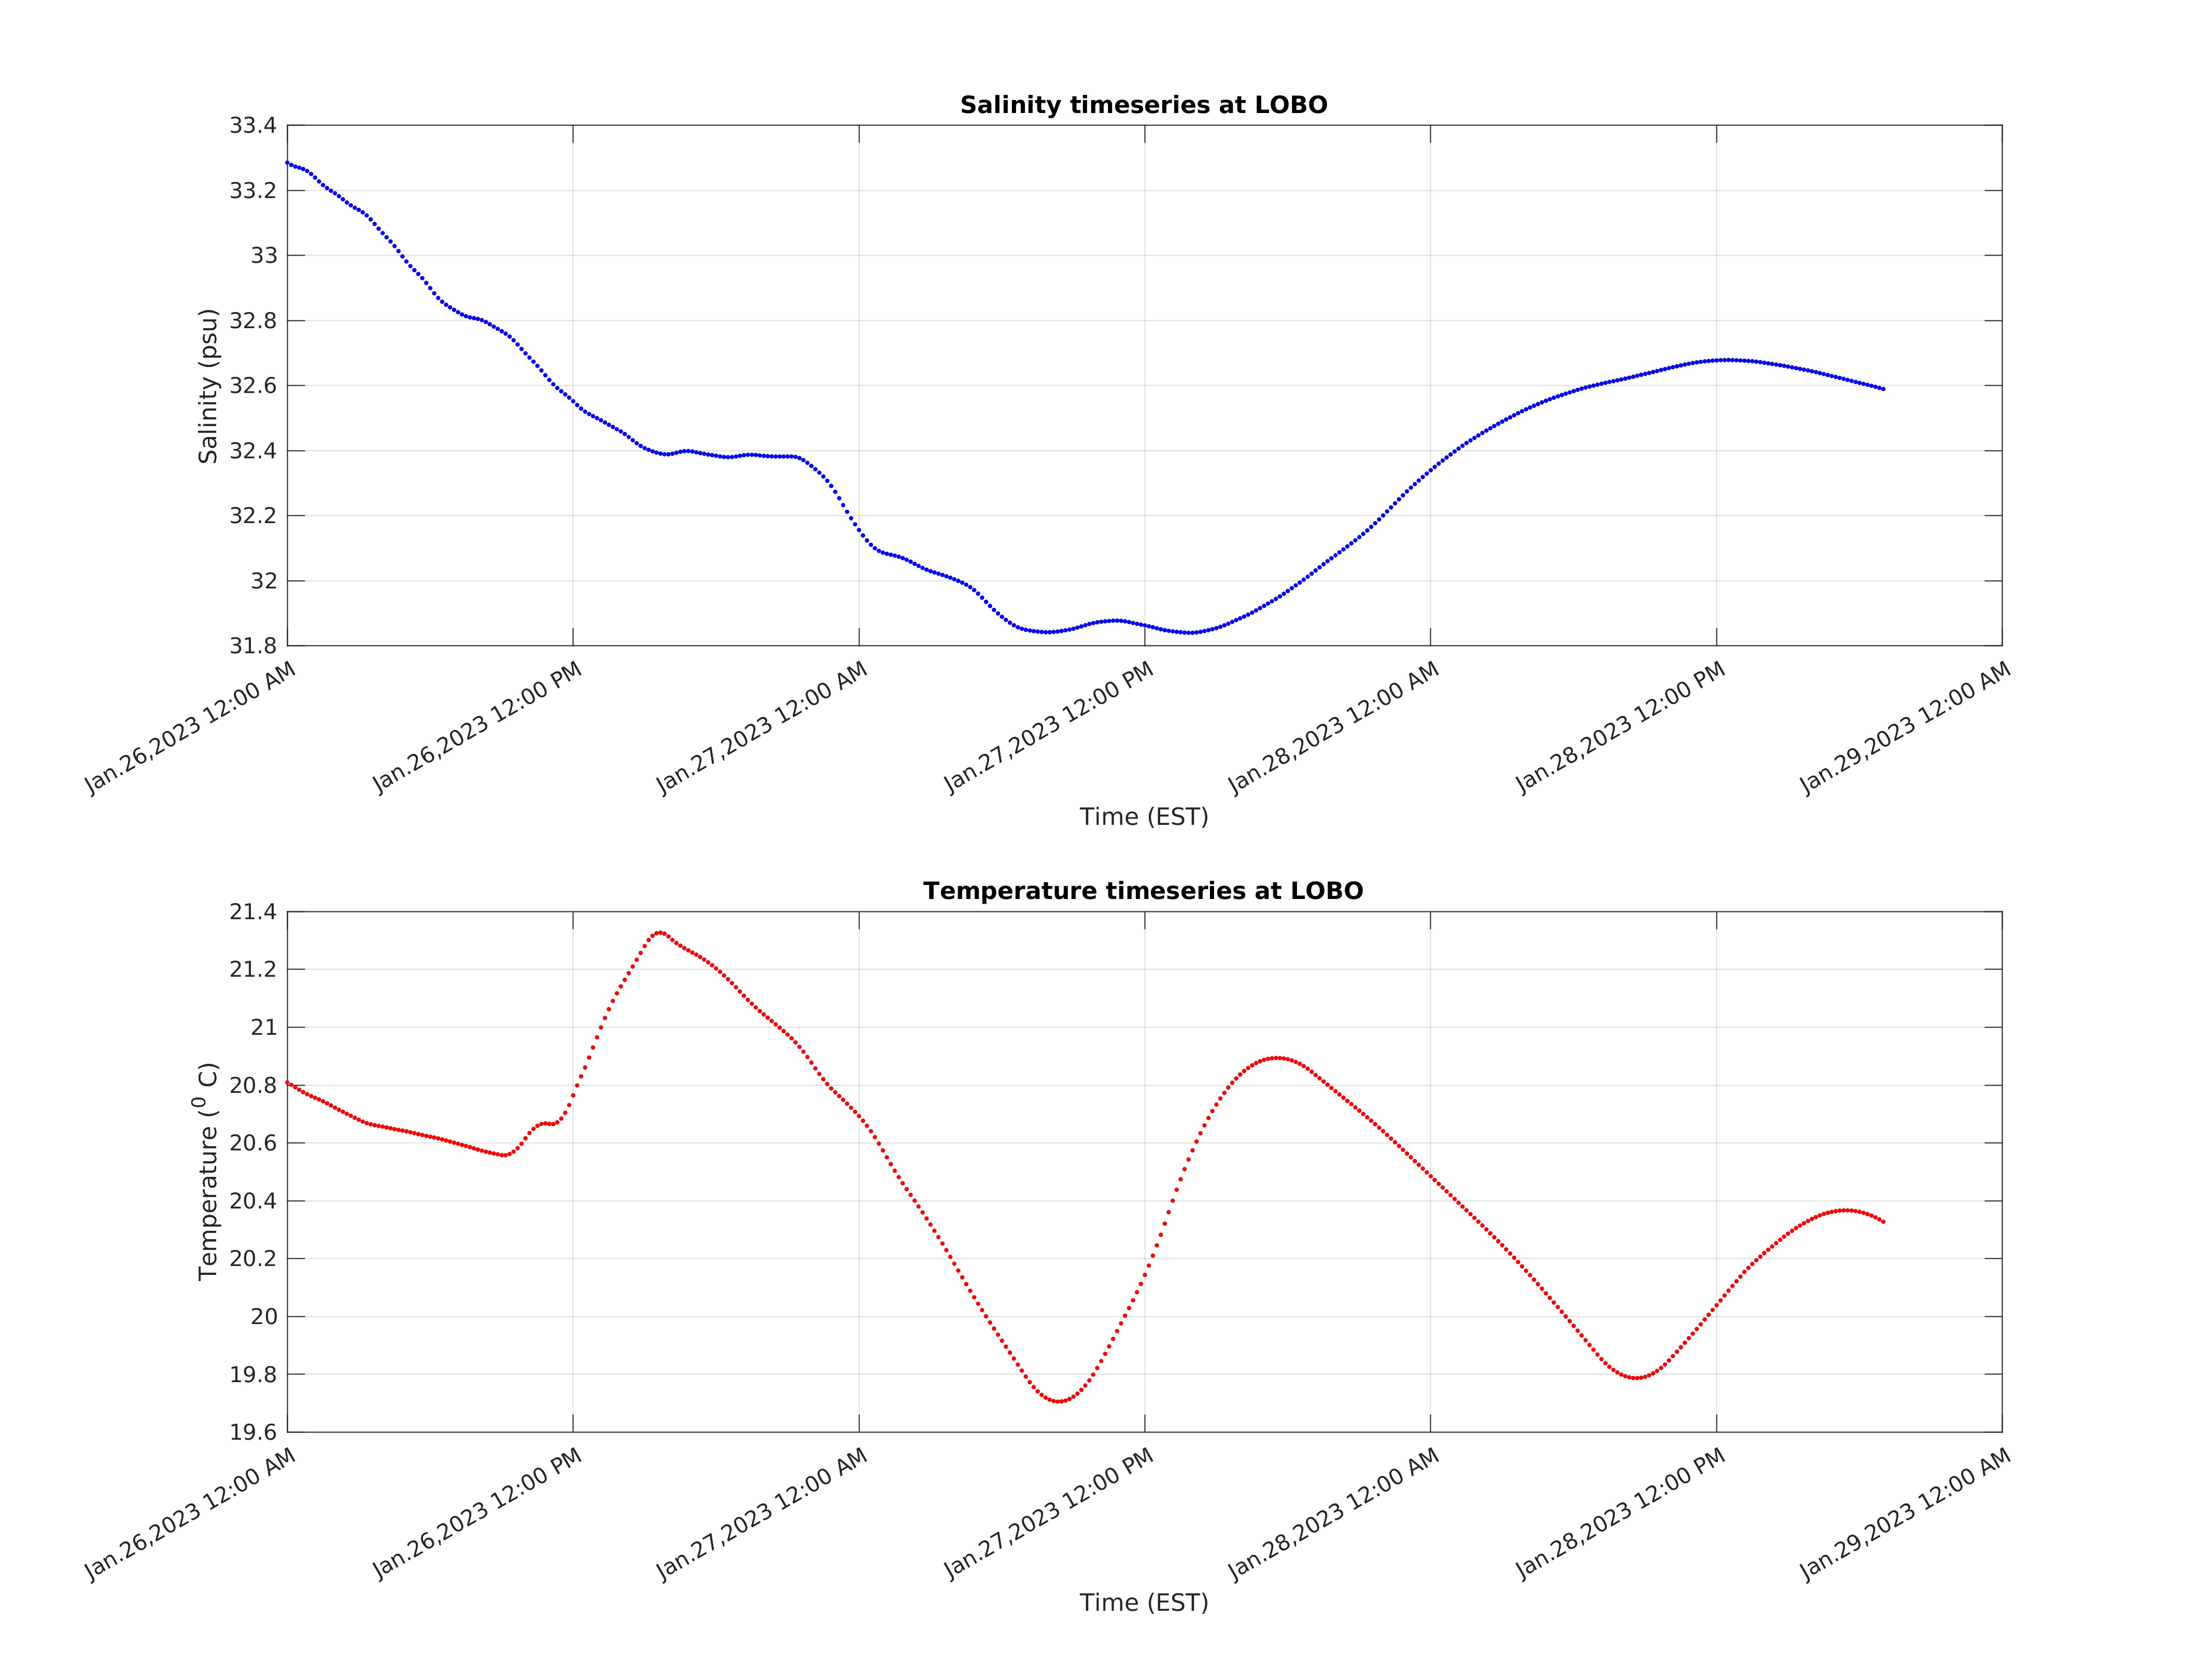 Salinity timeseries at LOBO
33.4
33.2
33
32.8
32.6
32.4
32.2
32
31.8
Salinity (psu)
Jan.26,2023 12:00 AM
Jan.26,2023 12:00 PM
Jan.27,2023 12:00 AM
Jan.27,2023 12:00 PM
Jan.28,2023 12:00 AM
Jan.28,2023 12:00 PM
Jan.29,2023 12:00 AM
Time (EST)
Temperature timeseries at LOBO
21.4
21.2
21
20.8
20.6
20.4
20.2
20
19.8
19.6
Temperature (⁰ C)
Jan.26,2023 12:00 AM
Jan.26,2023 12:00 PM
Jan.27,2023 12:00 AM
Jan.27,2023 12:00 PM
Jan.28,2023 12:00 AM
Jan.28,2023 12:00 PM
Jan.29,2023 12:00 AM
Time (EST)